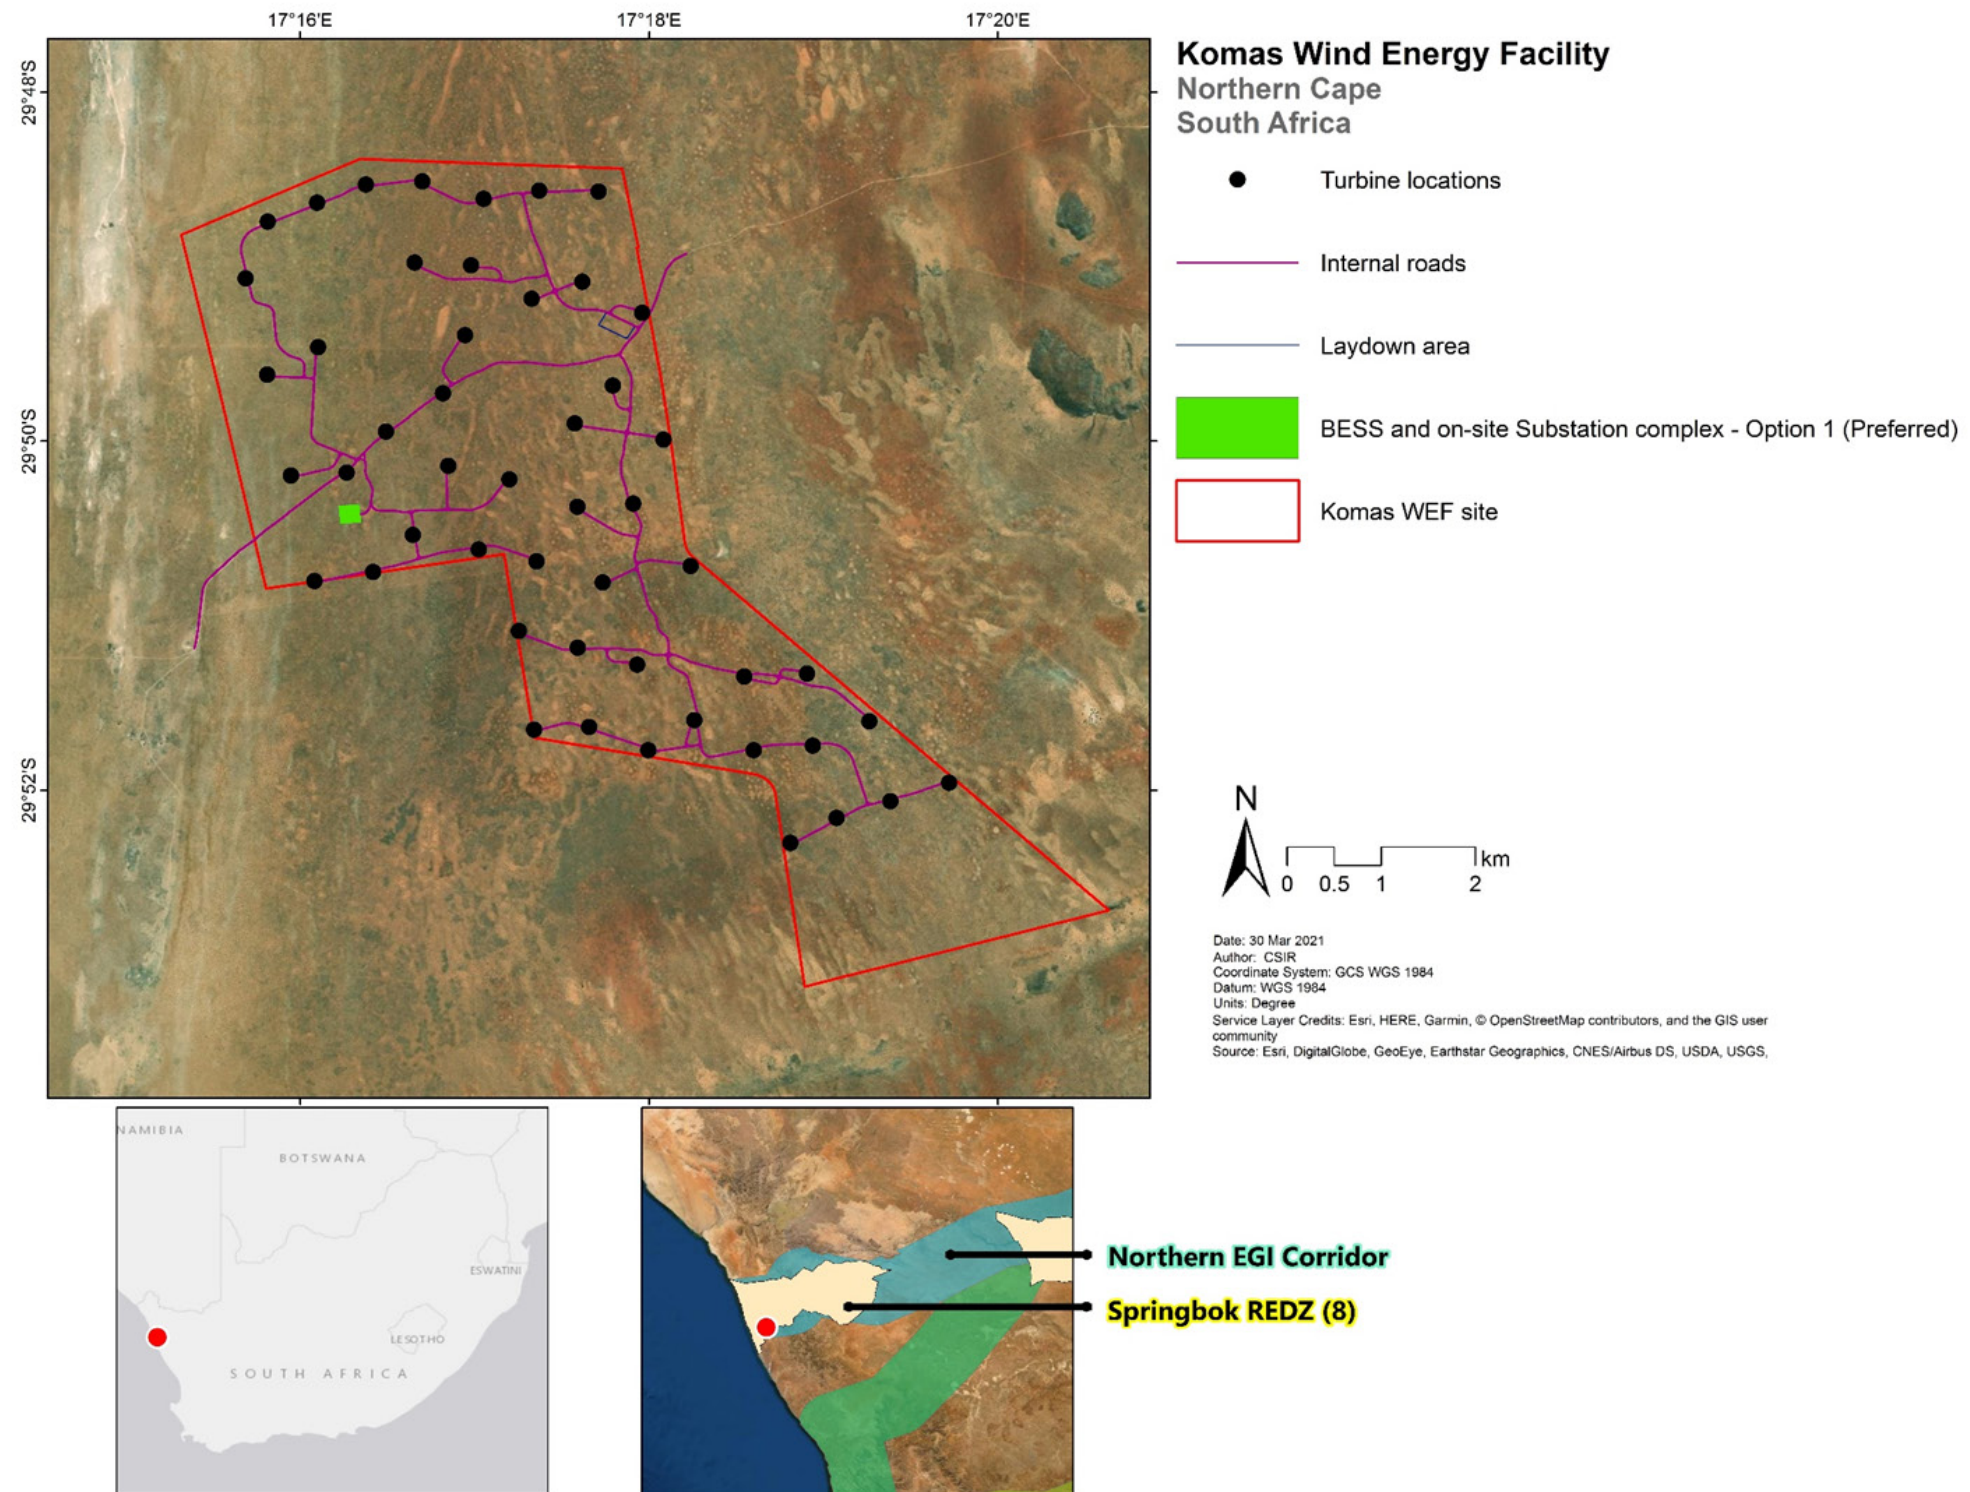 17°16'E 17°18'E 17°20'E
29°48'S
29°50'S
29°52'S
Komas Wind Energy Facility
Northern Cape
South Africa
Turbine locations
Internal roads
Laydown area
BESS and on-site Substation complex - Option 1 (Preferred)
Komas WEF site
N
km
0 0.5 1 2
Date: 30 Mar 2021
Author: CSIR
Coordinate System: GCS WGS 1984
Datum: WGS 1984
Units: Degree
Service Layer Credits: Esri, HERE, Garmin, © OpenStreetMap contributors, and the GIS user
community
Source: Esri, DigitalGlobe, GeoEye, Earthstar Geographics, CNES/Airbus DS, USDA, USGS,
NAMIBIA
BOTSWANA
ESWATINI
LESOTHO
SOUTH AFRICA
Northern EGI Corridor
Springbok REDZ (8)